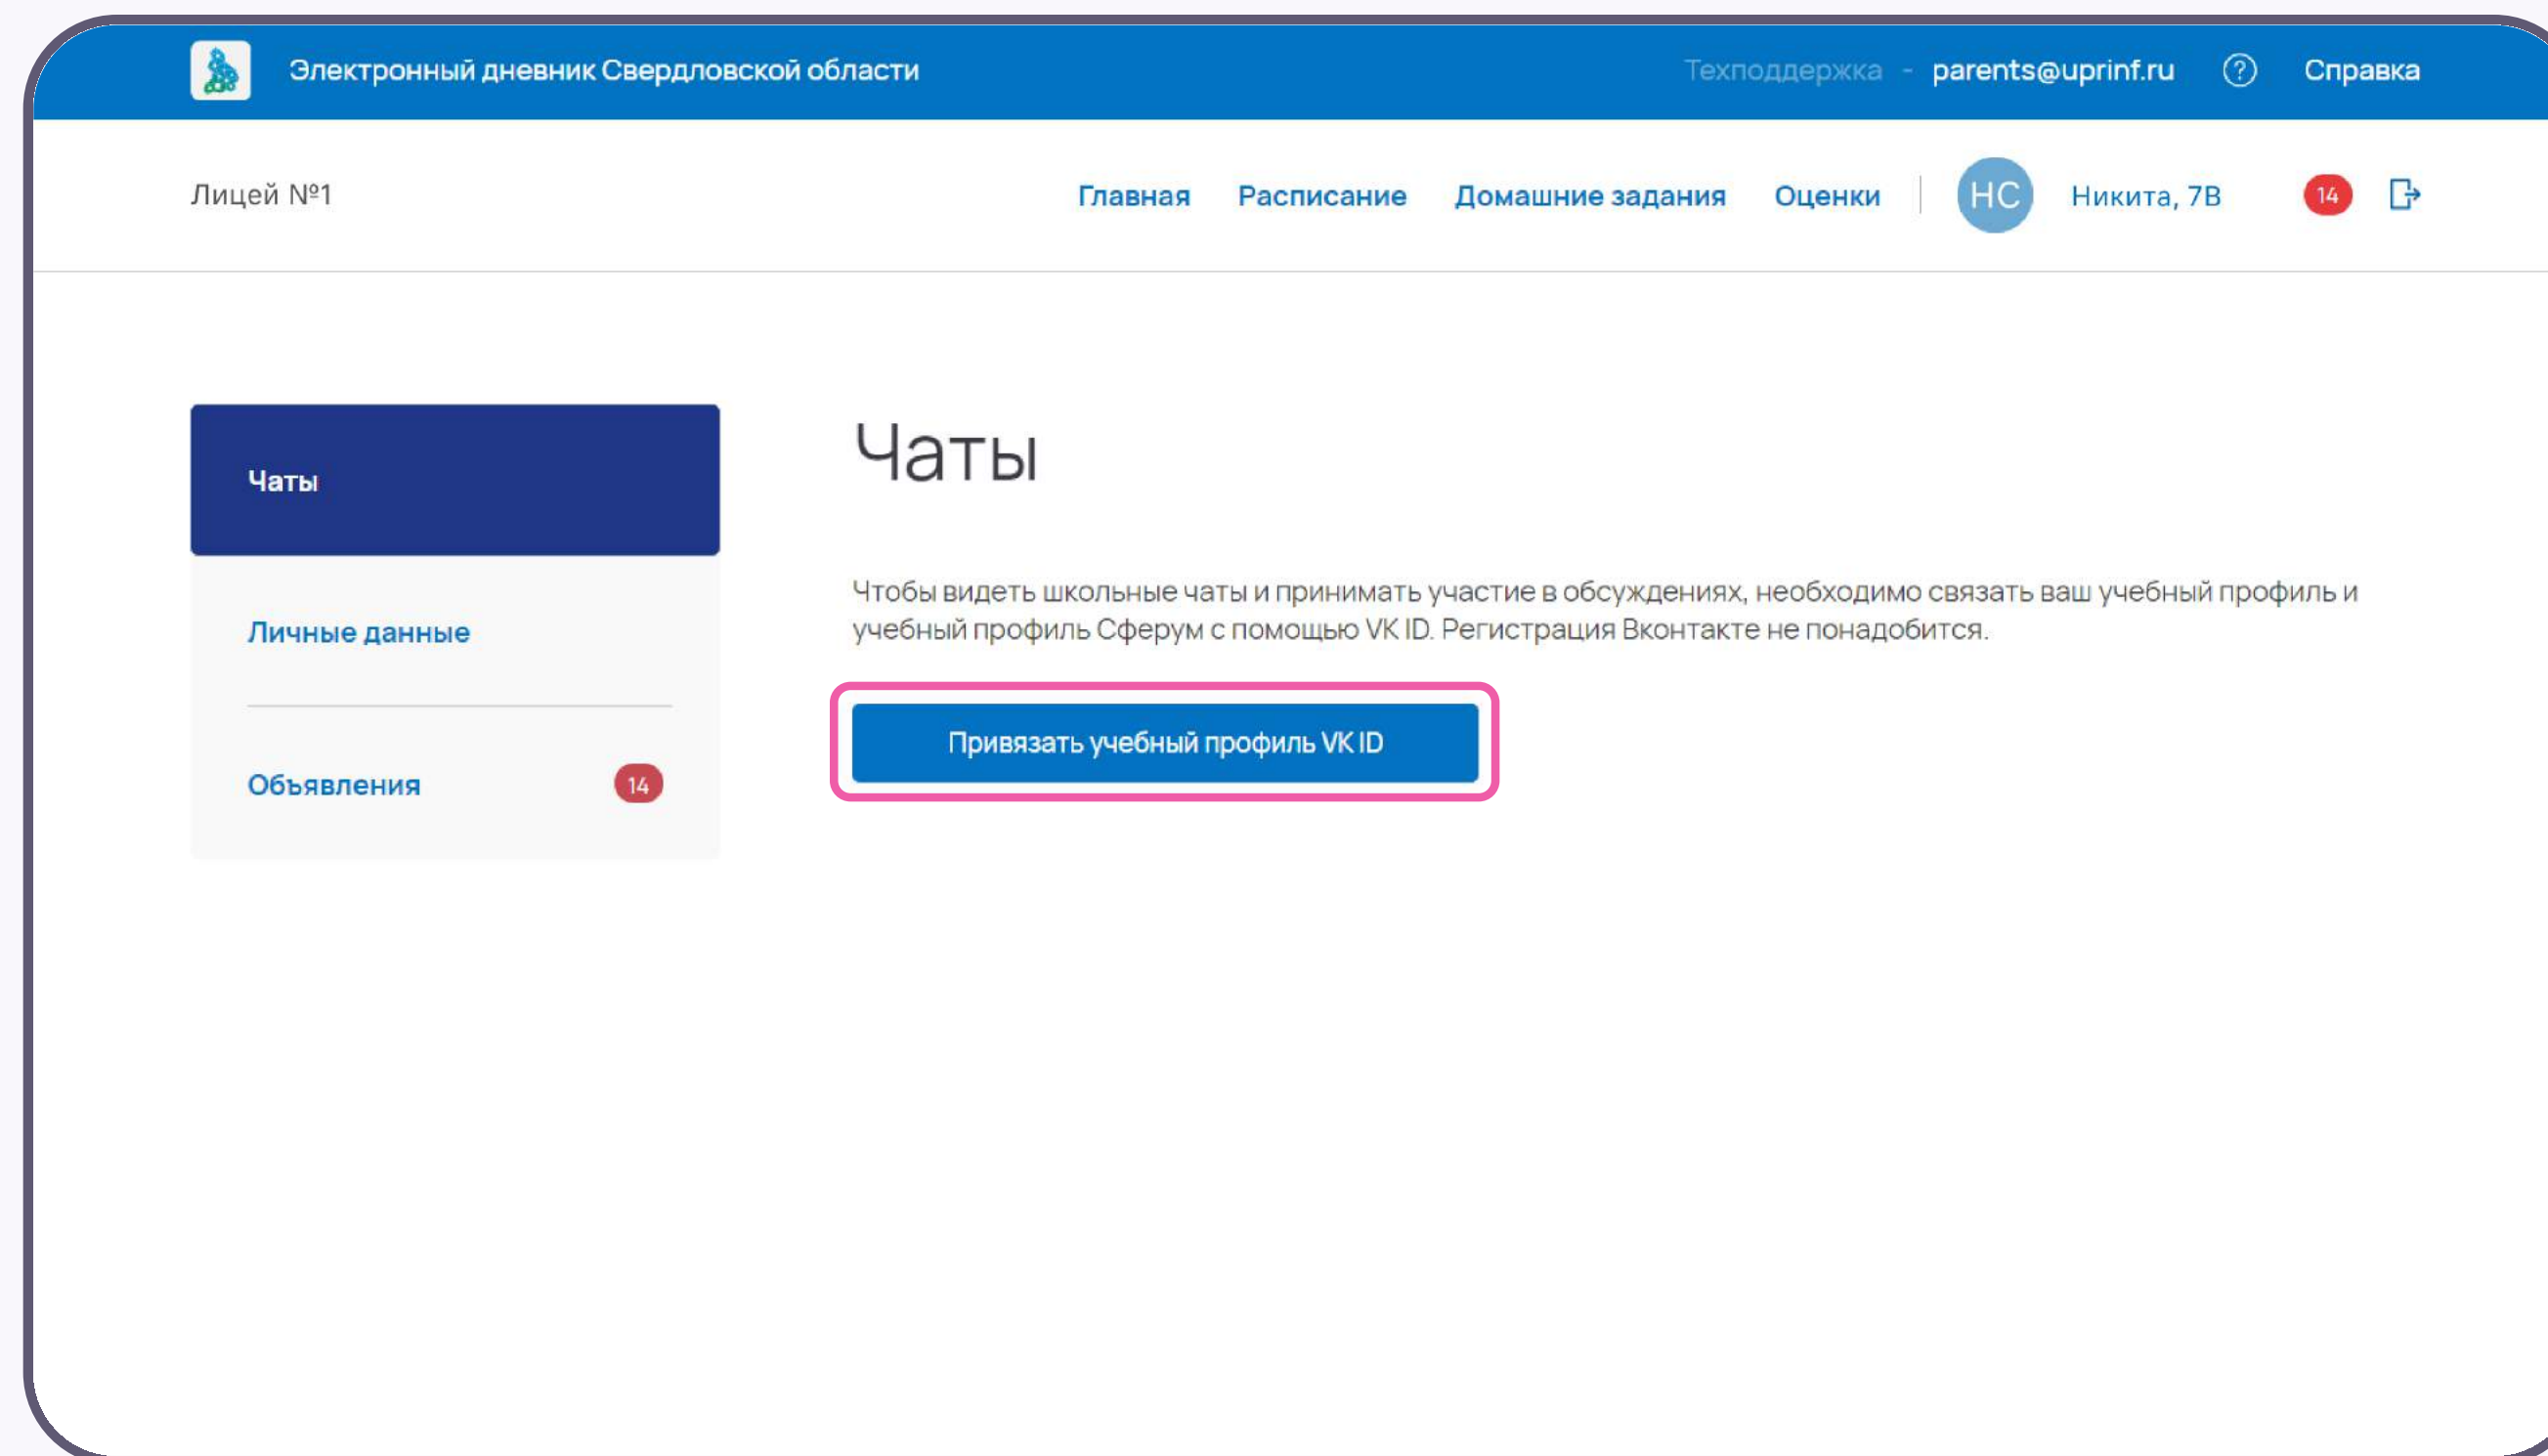 Электронный дневник Свердловской области
Техподдержка - parents@uprinf.ru ? Справка
Лицей №1
Главная Расписание Домашние задания Оценки НС Никита, 7В 14
Чаты
Личные данные
Объявления 14
Чаты
Чтобы видеть школьные чаты и принимать участие в обсуждениях, необходимо связать ваш учебный профиль и
учебный профиль Сферум с помощью VK ID. Регистрация Вконтакте не понадобится.
Привязать учебный профиль VK ID